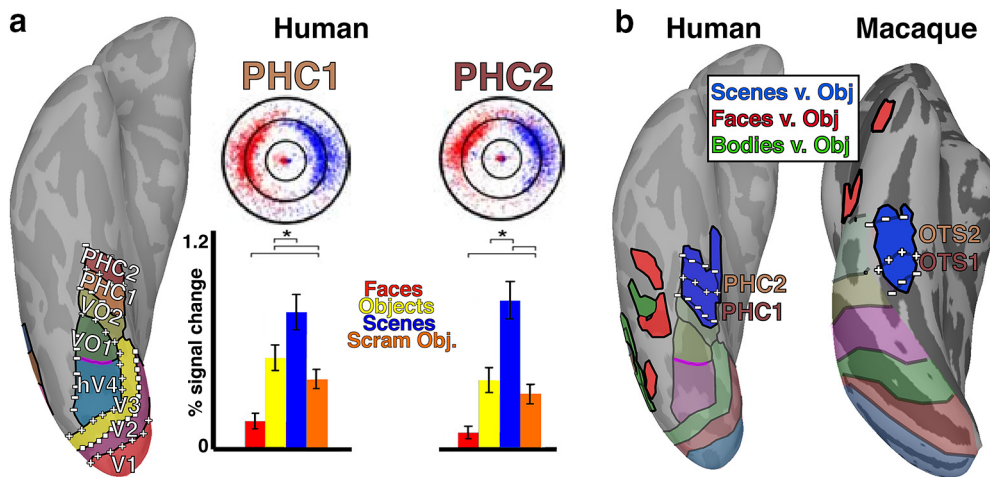 a
Human
b
Human
Macaque
PHC1
PHC2
Scenes v. Obj
Faces v. Obj
Bodies v. Obj
PHC2
PHC1
VO2
VO1
hV4
V3
V2
V1
1.2
% signal change
0
*
*
Faces
Objects
Scenes
Scram Obj.
PHC2
PHC1
OTS2
OTS1